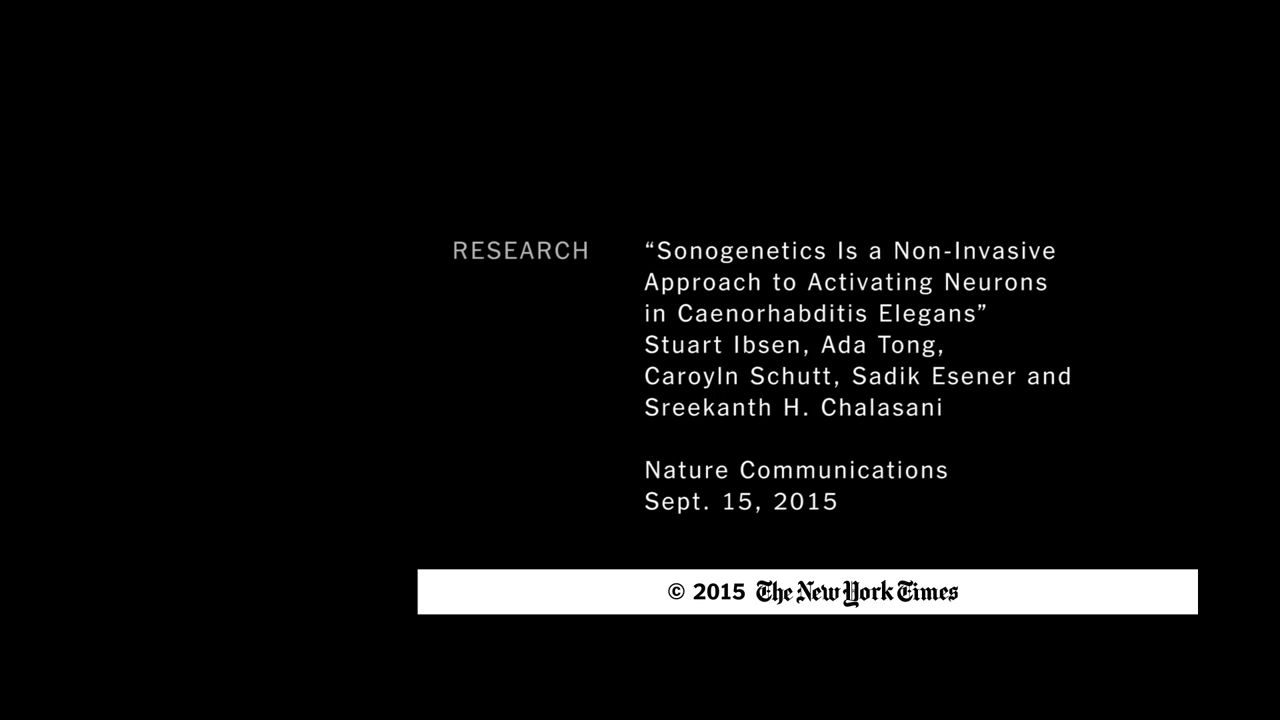 RESEARCH
“Sonogenetics Is a Non-Invasive
Approach to Activating Neurons
in Caenorhabditis Elegans”
Stuart Ibsen, Ada Tong,
Caroyln Schutt, Sadik Esener and
Sreekanth H. Chalasani
Nature Communications
Sept. 15, 2015
© 2015 The New York Times